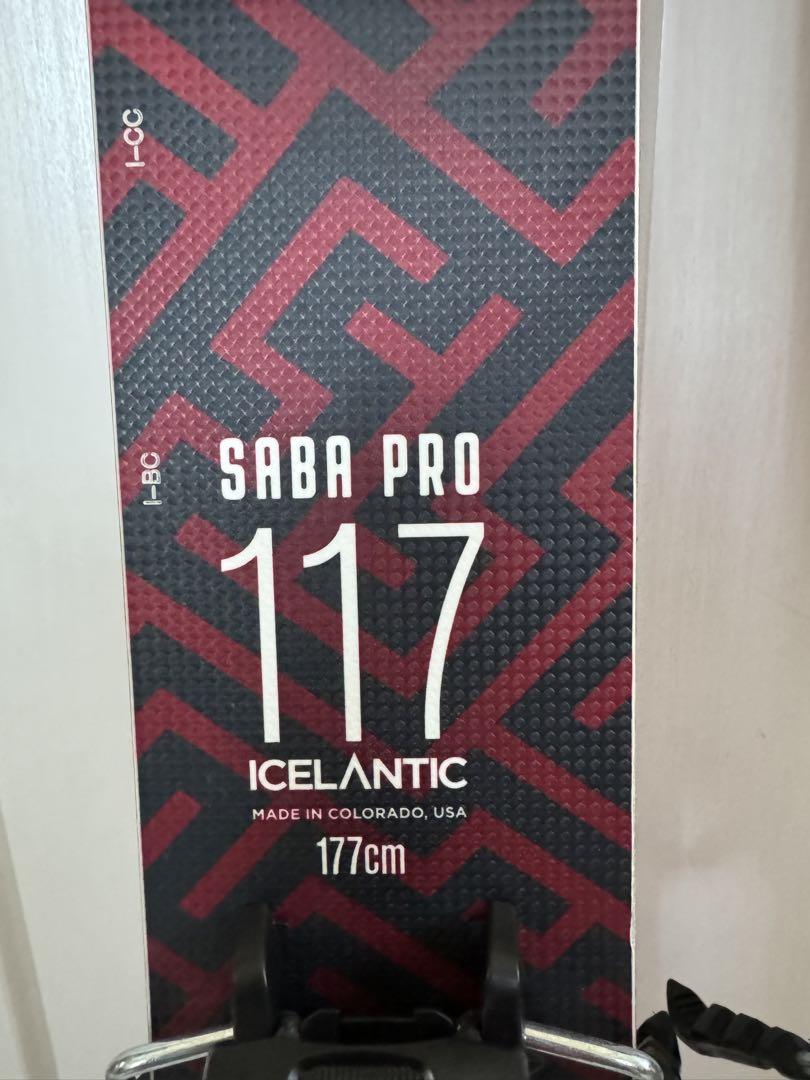 I-CC
I-BC
SABA PRO
117
ICELANTIC
MADE IN COLORADO, USA
177cm